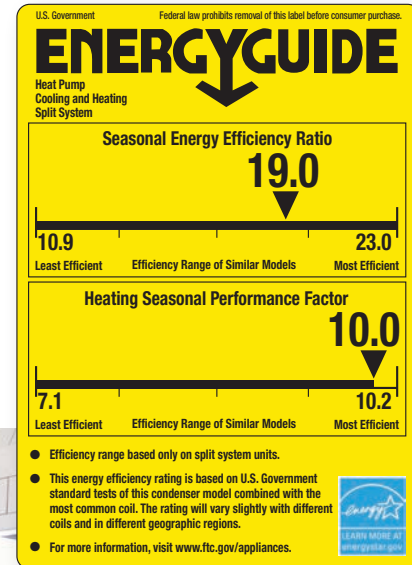 U.S. Government
Federal law prohibits removal of this label before consumer purchase.
ENERGYGUIDE
Heat Pump
Cooling and Heating
Split System
Seasonal Energy Efficiency Ratio
19.0
10.9
23.0
Least Efficient
Efficiency Range of Similar Models
Most Efficient
Heating Seasonal Performance Factor
10.0
7.1
10.2
Least Efficient
Efficiency Range of Similar Models
Most Efficient
● Efficiency range based only on split system units.
● This energy efficiency rating is based on U.S. Government
standard tests of this condenser model combined with the
most common coil. The rating will vary slightly with different
coils and in different geographic regions.
● For more information, visit www.ftc.gov/appliances.
energy
LEARN MORE AT
energystar.gov